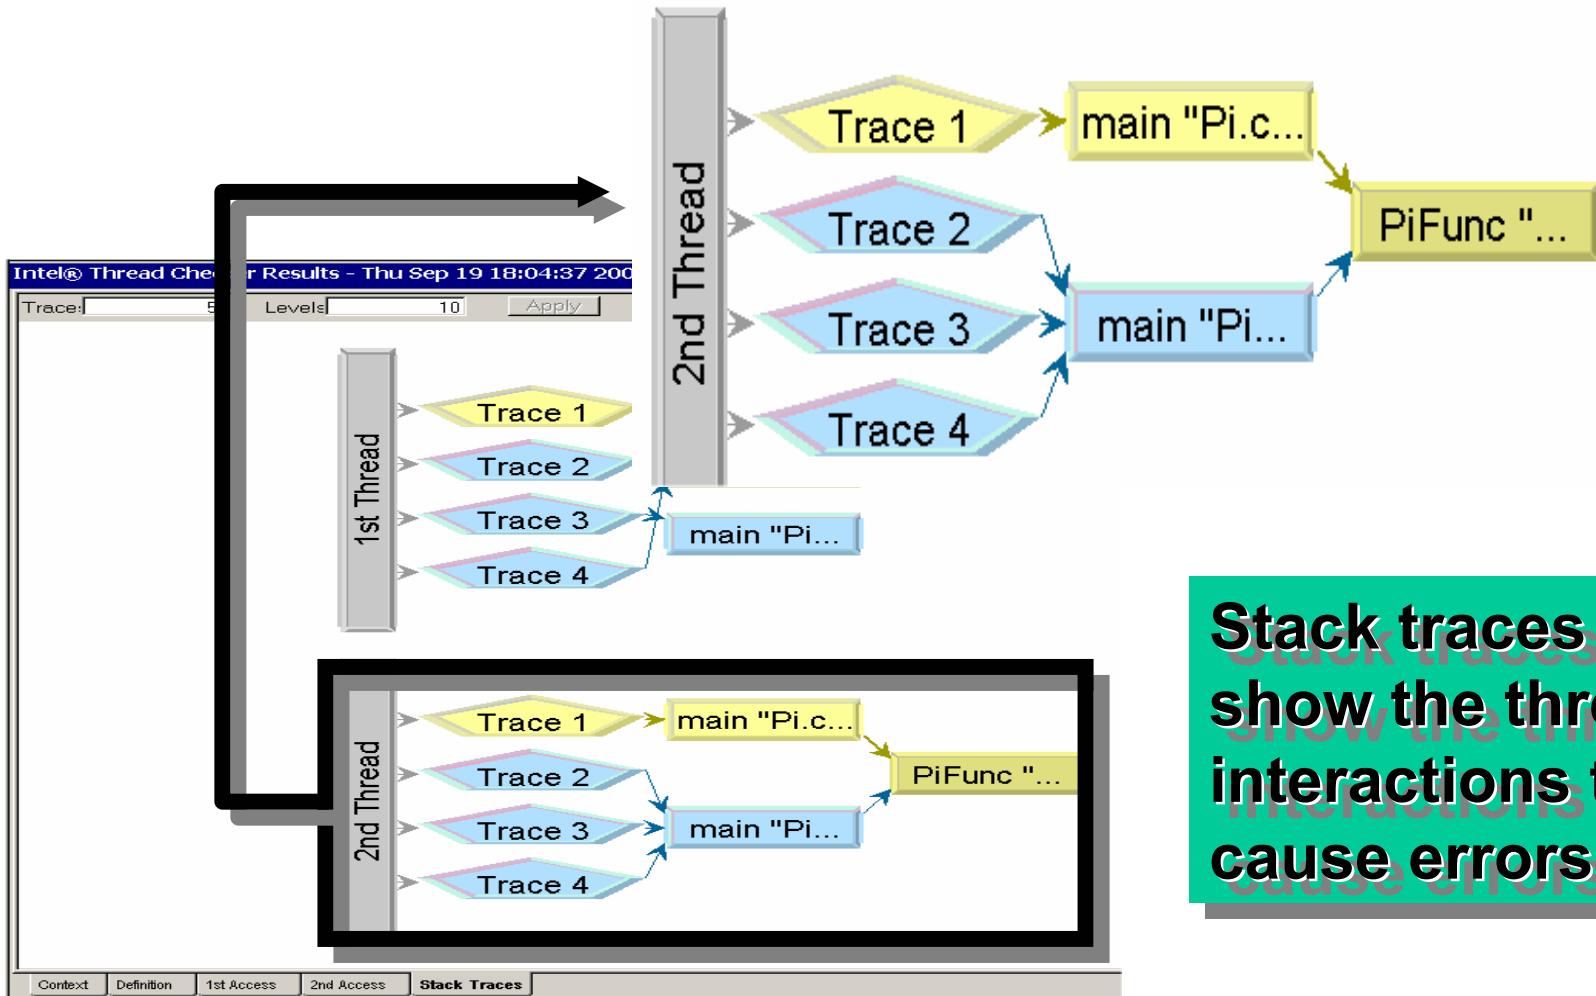 2nd Thread
Trace 1
main "Pi.c...
Trace 2
PiFunc "...
Trace 3
main "Pi...
Trace 4
Intel® Thread Results - Thu Sep 19 18:04:37
Trace: Levels 10 Apply
1st Thread
Trace 1
Trace 2
Trace 3
main "Pi...
Trace 4
2nd Thread
Trace 1
main "Pi.c...
Trace 2
PiFunc "...
Trace 3
main "Pi...
Trace 4
Stack traces
show the
interactions
cause errors
Context Definition 1st Access 2nd Access Stack Traces